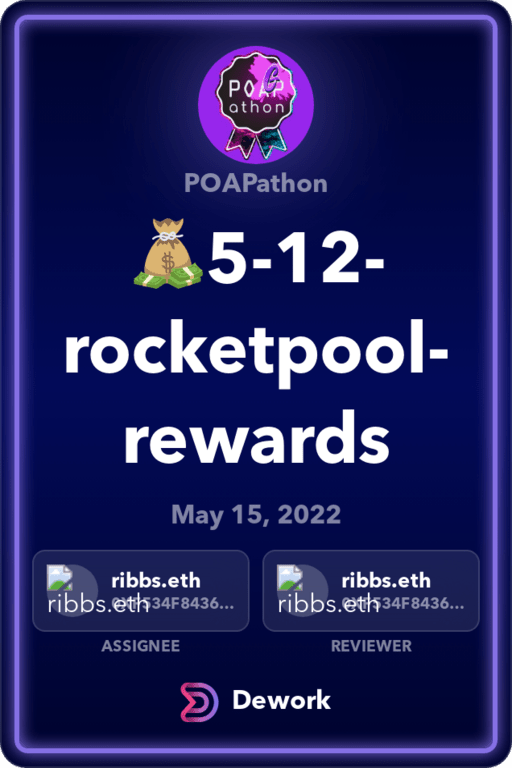 POAP
athon
POAPathon
💰5-12-
rocketpool-
rewards
May 15, 2022
ribbs.eth
ribbs.eth
ASSIGNEE
ribbs.eth
ribbs.eth
REVIEWER
Dework